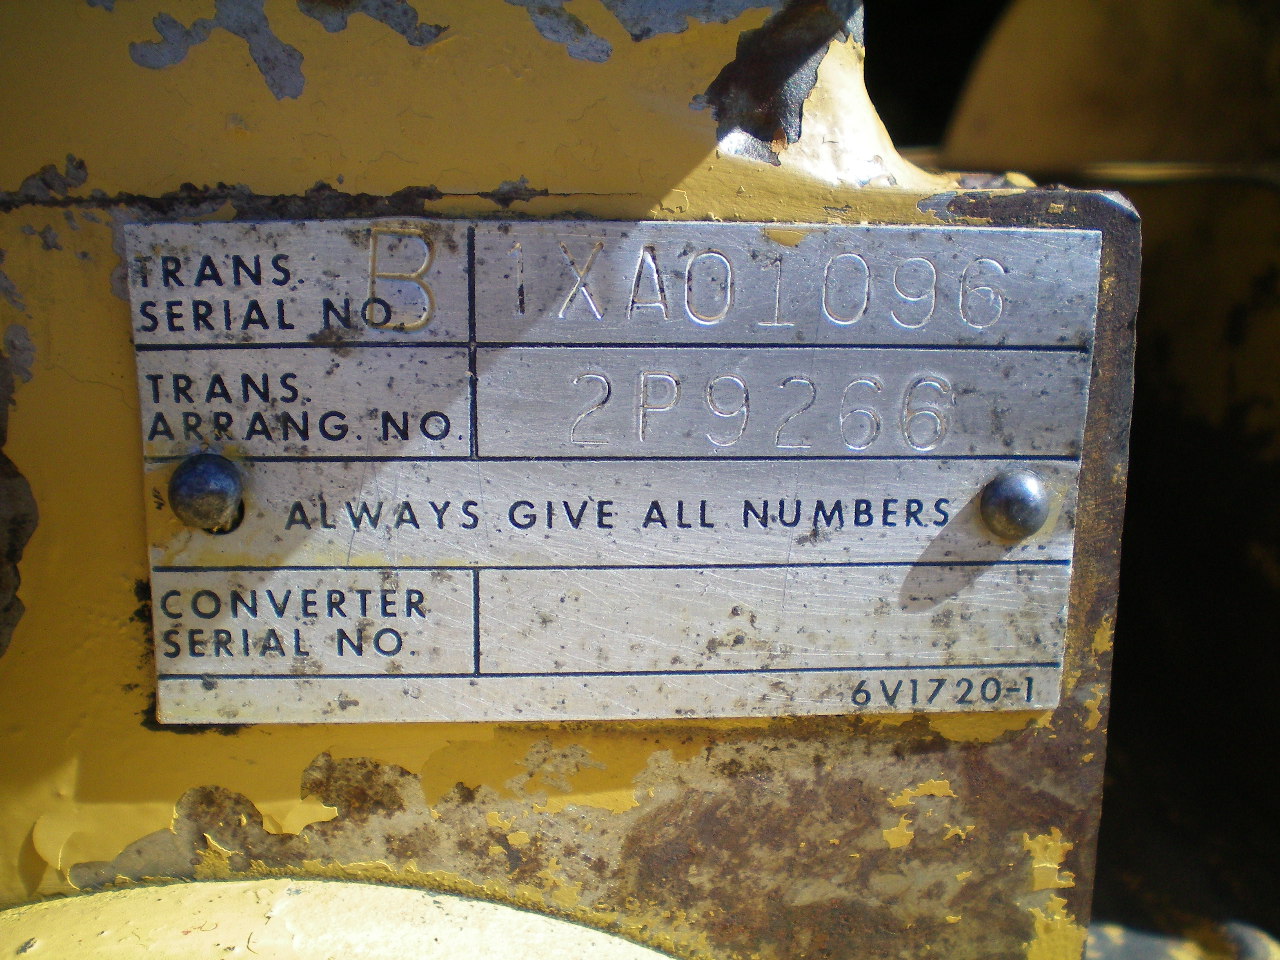 TRANS. B 1XA01096
SERIAL NO.
TRANS. 2P9266
ARRANG. NO.
ALWAYS GIVE ALL NUMBERS
CONVERTER
SERIAL NO.
6V1720-1